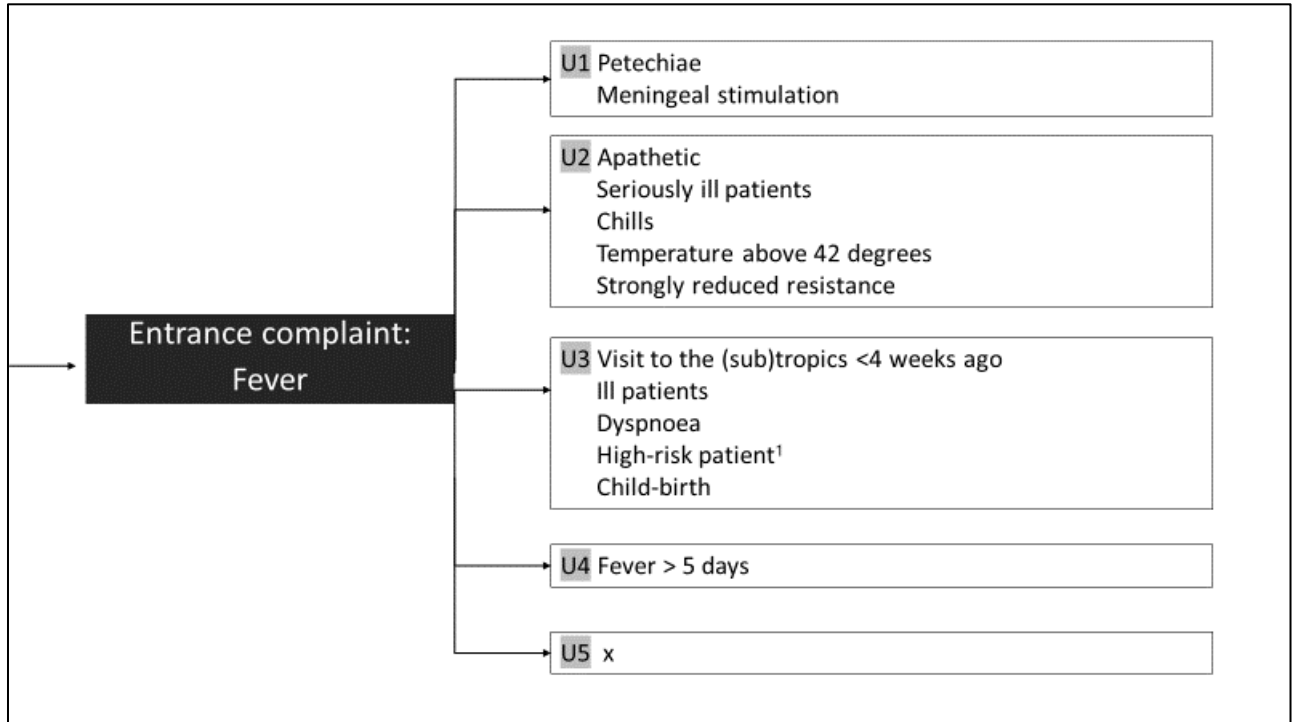 Entrance complaint:
Fever
U1 Petechiae
Meningeal stimulation
U2 Apathetic
Seriously ill patients
Chills
Temperature above 42 degrees
Strongly reduced resistance
U3 Visit to the (sub)tropics <4 weeks ago
Ill patients
Dyspnoea
High-risk patient¹
Child-birth
U4 Fever > 5 days
U5 x